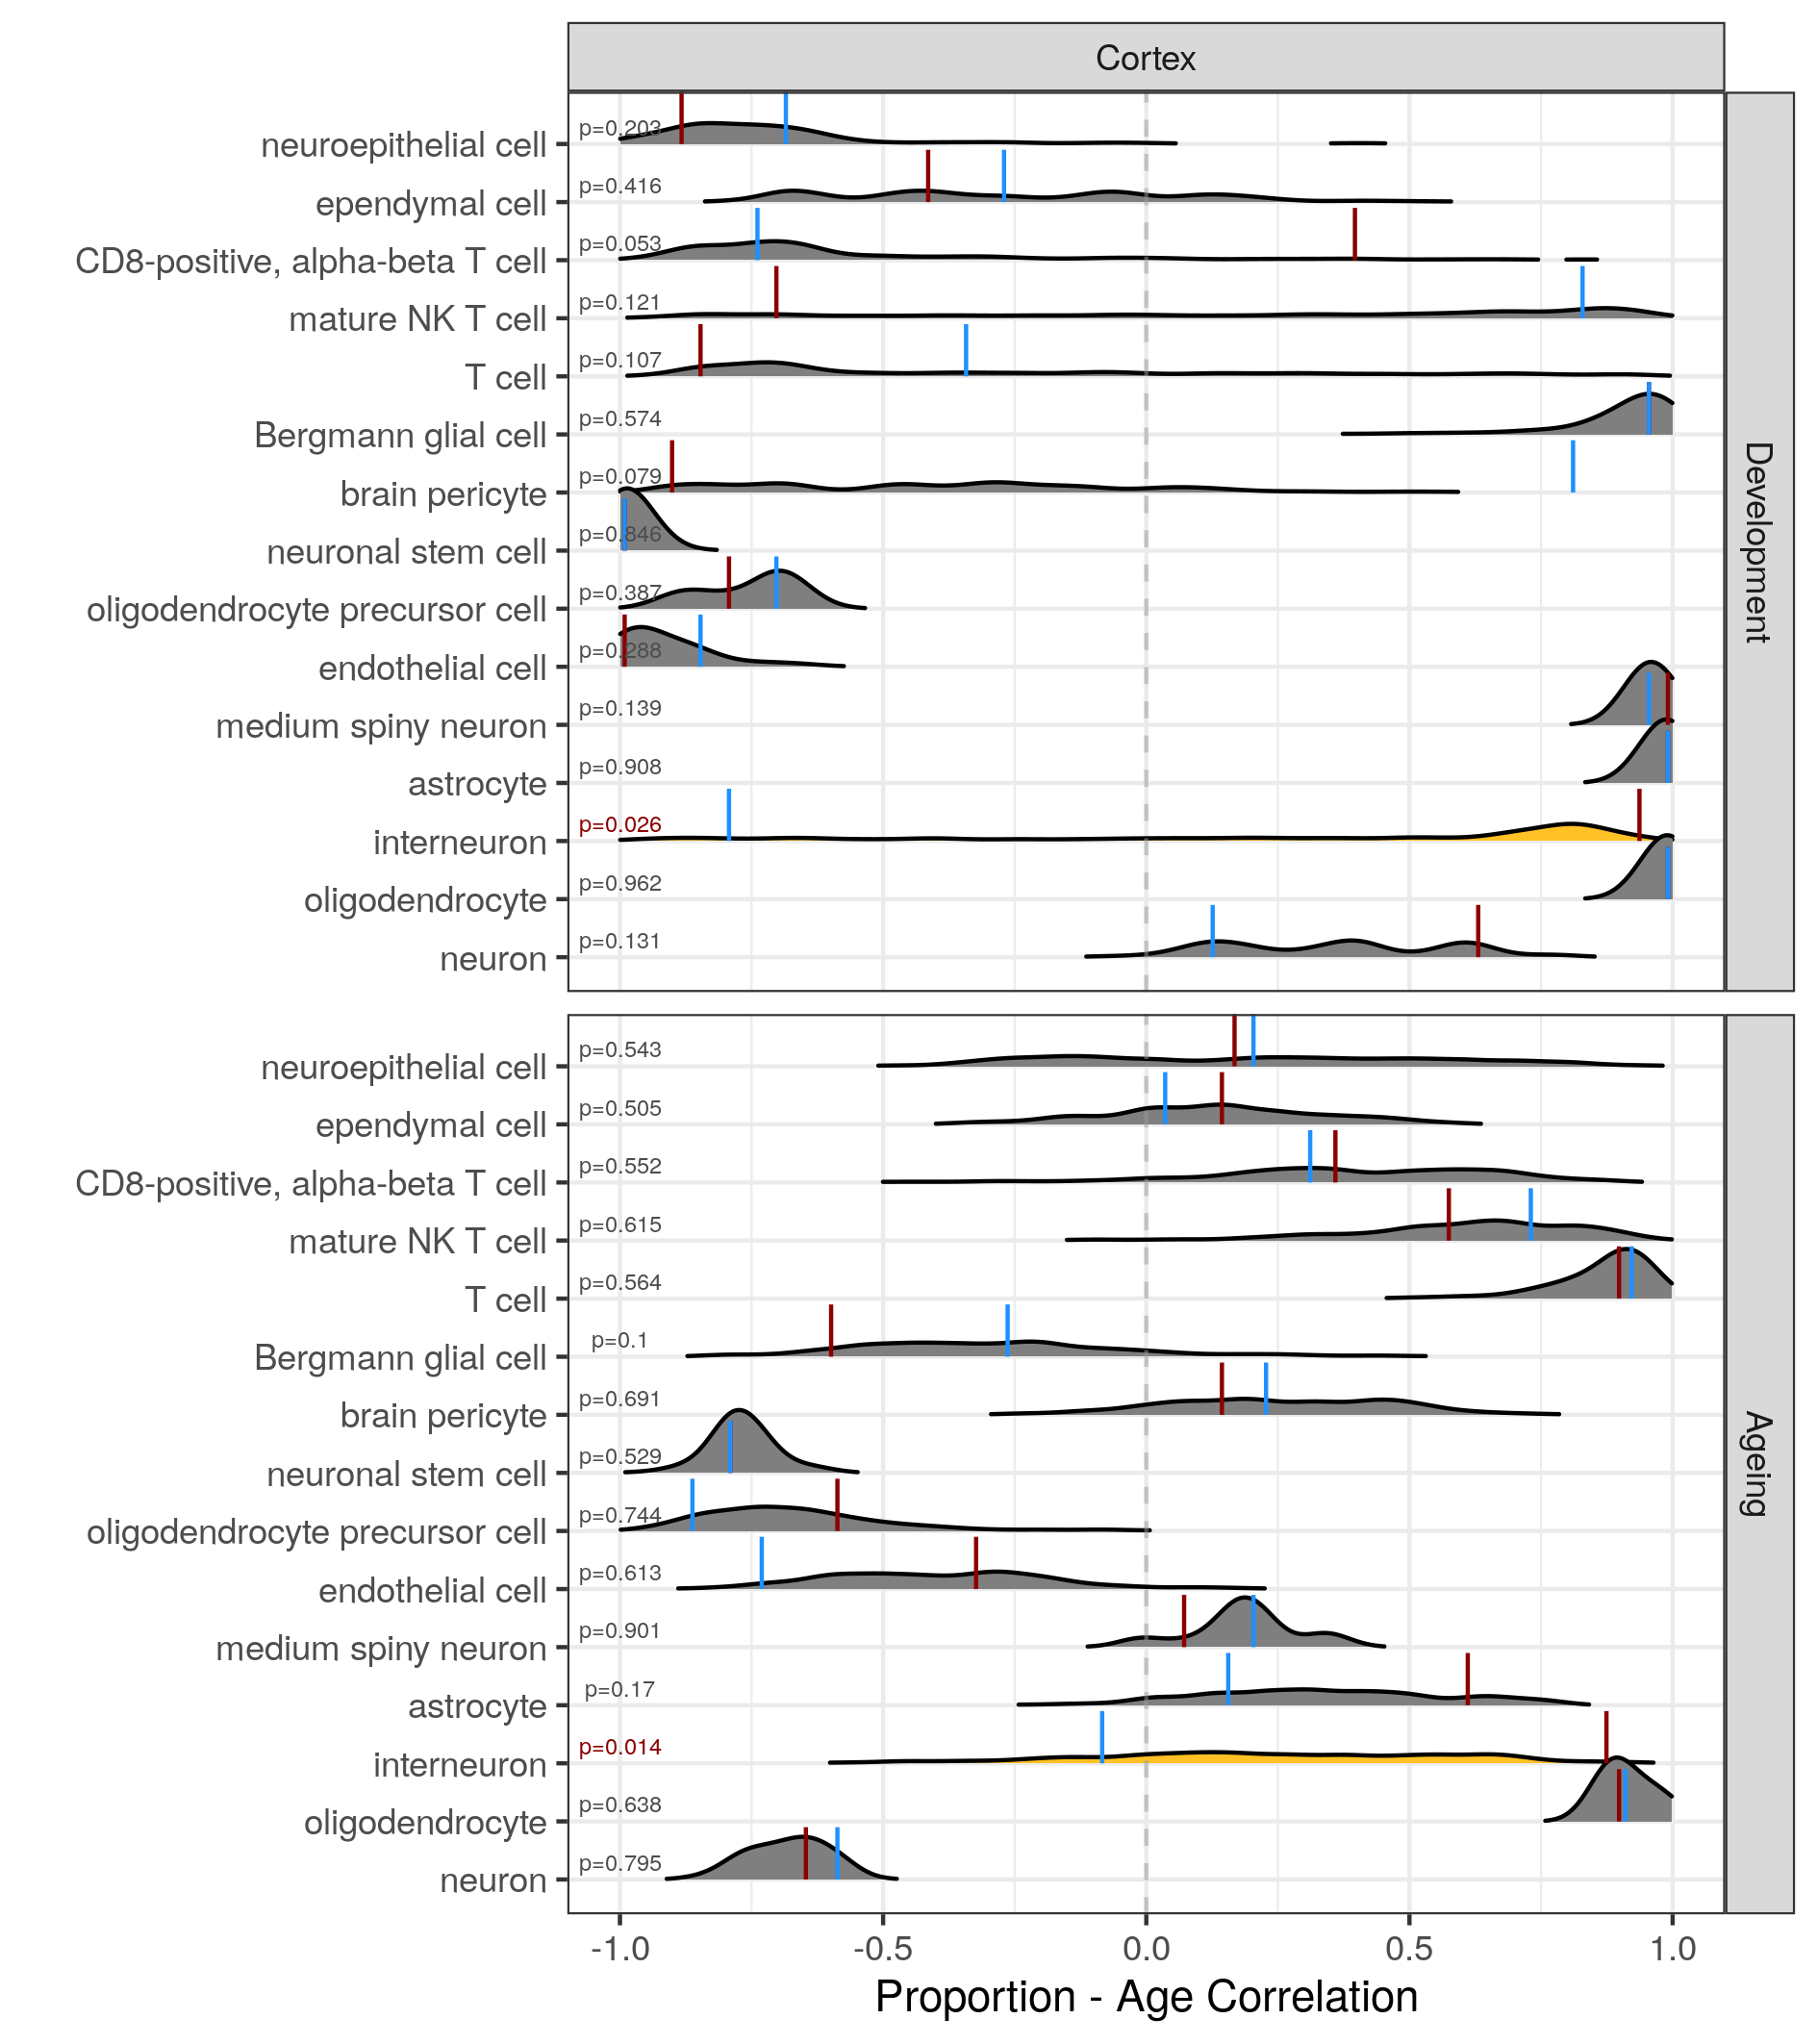 Cortex
Development
neuroepithelial cell p=0.203
ependymal cell p=0.416
CD8-positive, alpha-beta T cell p=0.053
mature NK T cell p=0.121
T cell p=0.107
Bergmann glial cell p=0.574
brain pericyte p=0.079
neuronal stem cell p=0.846
oligodendrocyte precursor cell p=0.387
endothelial cell p=0.288
medium spiny neuron p=0.139
astrocyte p=0.908
interneuron p=0.026
oligodendrocyte p=0.962
neuron p=0.131
Ageing
neuroepithelial cell p=0.543
ependymal cell p=0.505
CD8-positive, alpha-beta T cell p=0.552
mature NK T cell p=0.615
T cell p=0.564
Bergmann glial cell p=0.1
brain pericyte p=0.691
neuronal stem cell p=0.529
oligodendrocyte precursor cell p=0.744
endothelial cell p=0.613
medium spiny neuron p=0.901
astrocyte p=0.17
interneuron p=0.014
oligodendrocyte p=0.638
neuron p=0.795
-1.0 -0.5 0.0 0.5 1.0
Proportion - Age Correlation